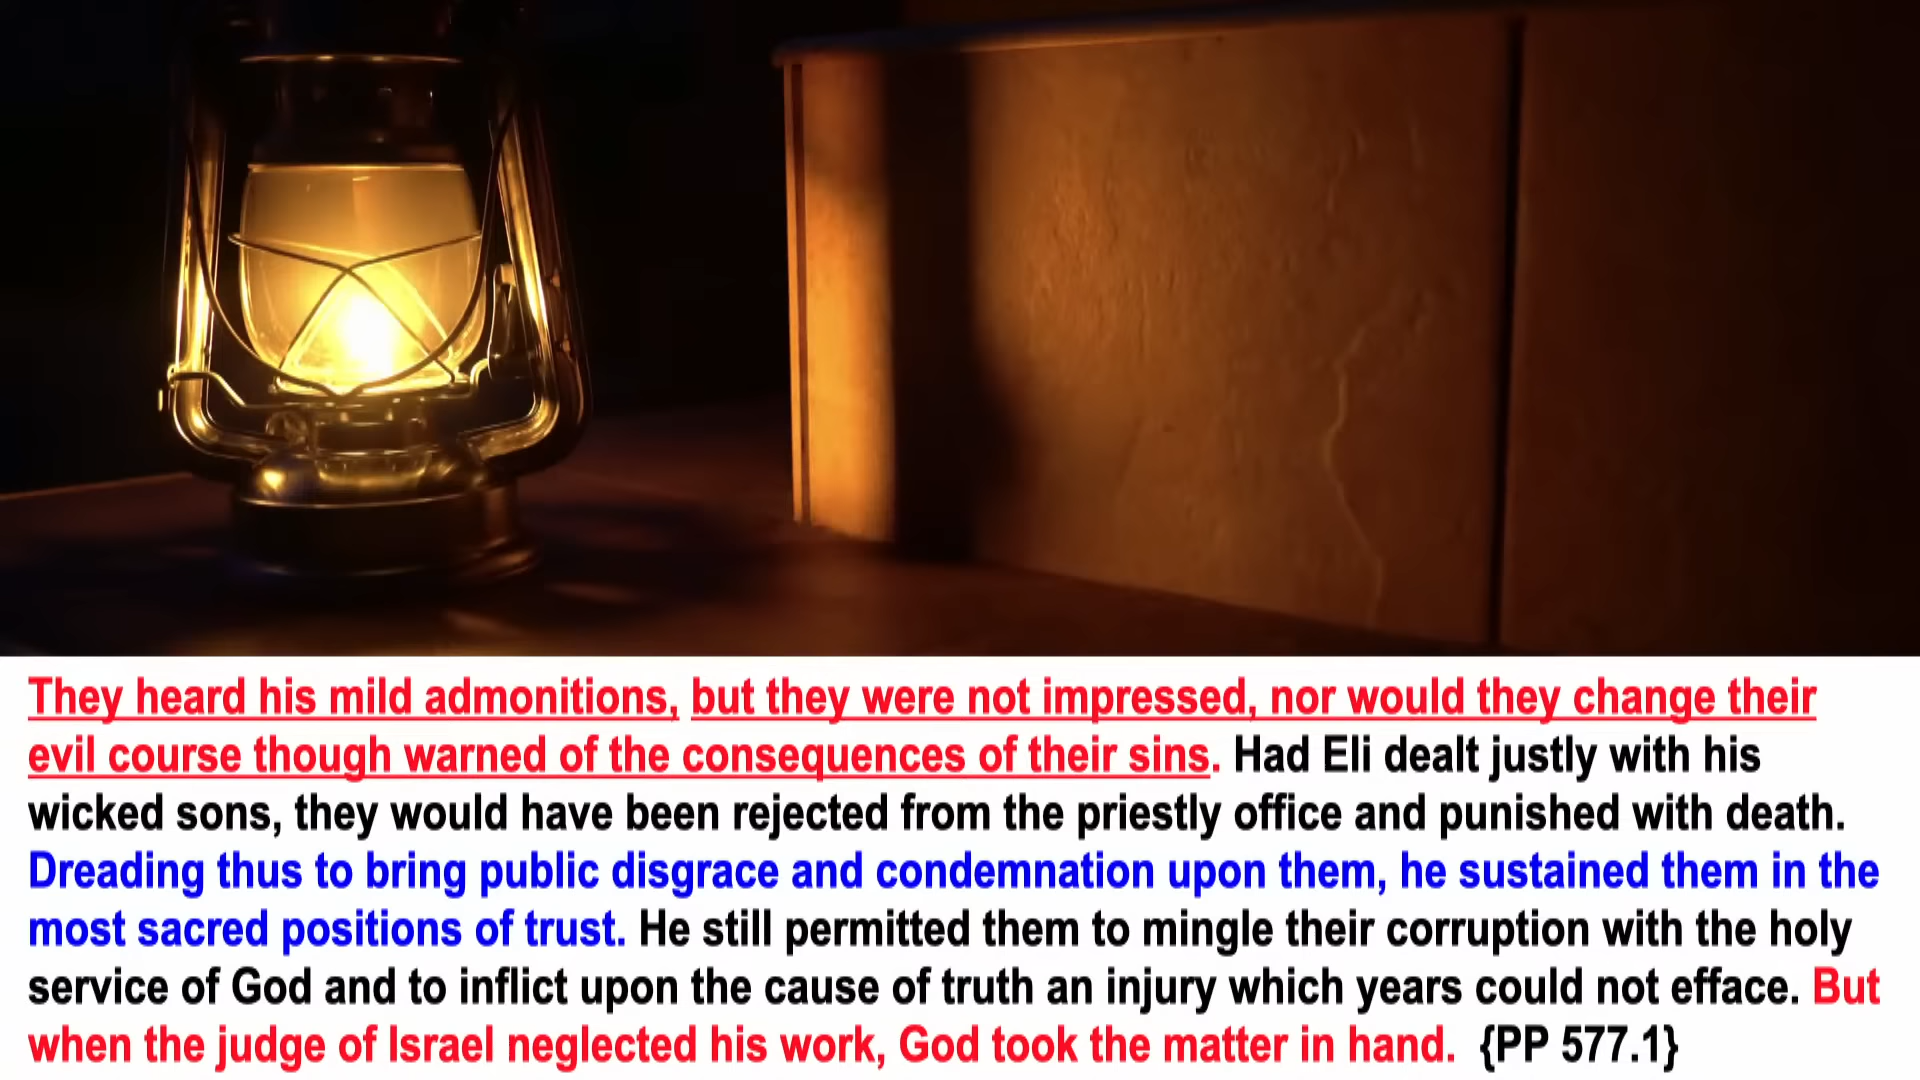 They heard his mild admonitions, but they were not impressed, nor would they change their
evil course though warned of the consequences of their sins. Had Eli dealt justly with his
wicked sons, they would have been rejected from the priestly office and punished with death.
Dreading thus to bring public disgrace and condemnation upon them, he sustained them in the
most sacred positions of trust. He still permitted them to mingle their corruption with the holy
service of God and to inflict upon the cause of truth an injury which years could not efface. But
when the judge of Israel neglected his work, God took the matter in hand.  {PP 577.1}